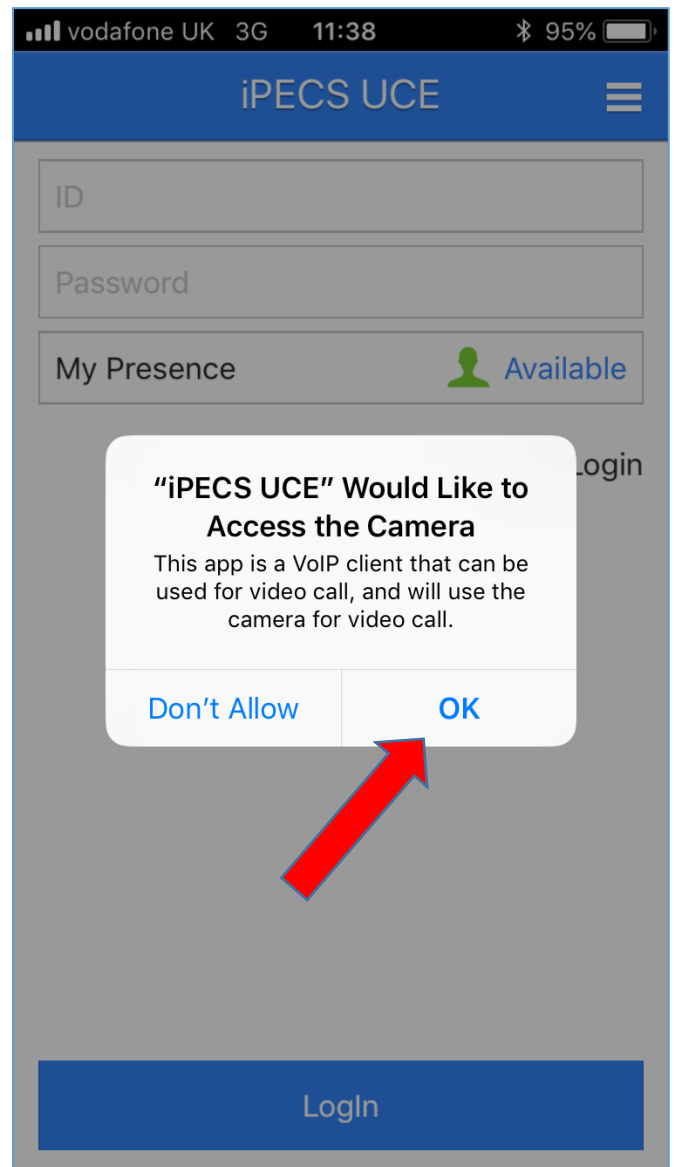 vodafone UK 3G 11:38 95%
iPECS UCE
ID
Password
My Presence Available
Login
“iPECS UCE” Would Like to
Access the Camera
This app is a VoIP client that can be
used for video call, and will use the
camera for video call.
Don’t Allow OK
LogIn